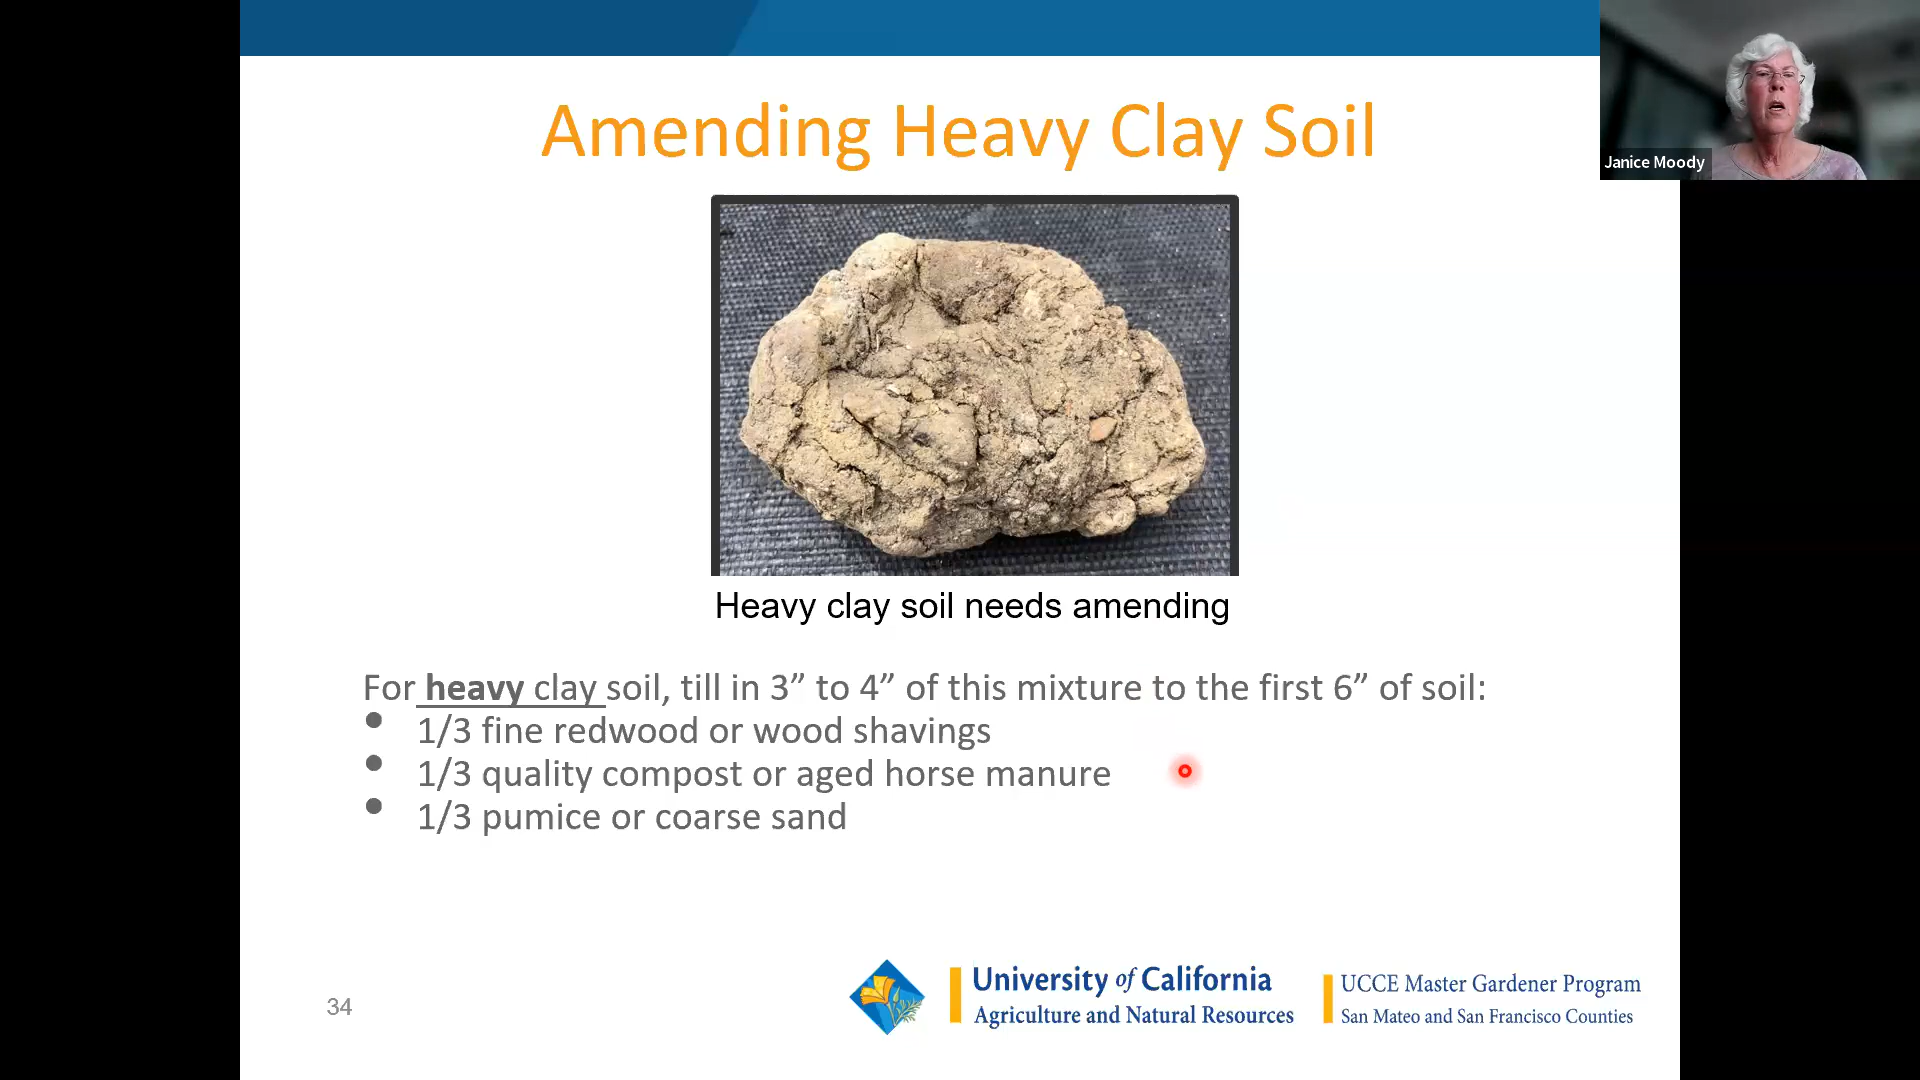 Amending Heavy Clay Soil
Janice Moody
Heavy clay soil needs amending
For heavy clay soil, till in 3” to 4” of this mixture to the first 6” of soil:
• 1/3 fine redwood or wood shavings
• 1/3 quality compost or aged horse manure
• 1/3 pumice or coarse sand
34
University of California
Agriculture and Natural Resources
UCCE Master Gardener Program
San Mateo and San Francisco Counties